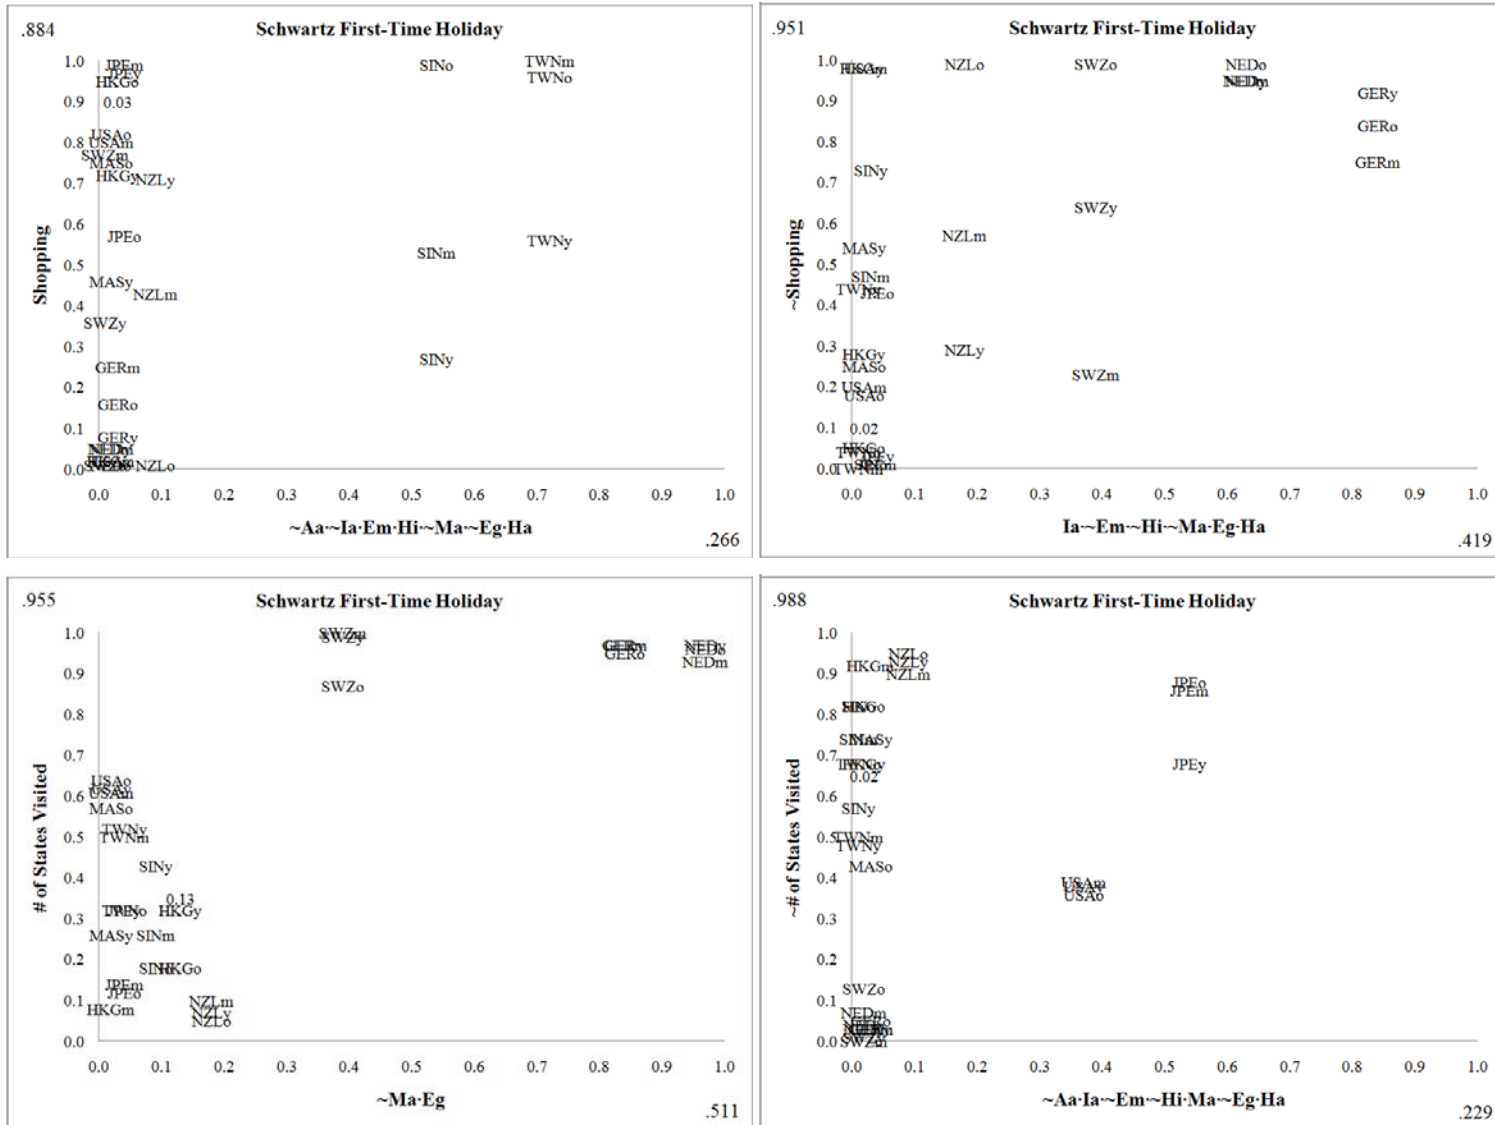 .884
Schwartz First-Time Holiday
1.0
0.9
0.8
0.7
0.6
0.5
0.4
0.3
0.2
0.1
0.0
Shopping
JPEm
JPEy
HKGo
0.03
USAo
USAm
SWZm
MASo
HKGy
NZLy
JPEo
MASy
NZLm
SWZy
GERm
GERo
GERy
NZLo
SINo
TWNm
TWNo
SINm
TWNy
SINy
0.0 0.1 0.2 0.3 0.4 0.5 0.6 0.7 0.8 0.9 1.0
~Aa·~Ia·Em·Hi·~Ma·~Eg·Ha
.266
.951
Schwartz First-Time Holiday
1.0
0.9
0.8
0.7
0.6
0.5
0.4
0.3
0.2
0.1
0.0
~Shopping
NZLo
SWZo
NEDo
GERy
GERo
GERm
SINy
SWZy
NZLm
MASy
SINm
TWNy
JPEo
HKGy
NZLy
MASo
SWZm
USAm
USAo
0.02
HKGo
TWNm
0.0 0.1 0.2 0.3 0.4 0.5 0.6 0.7 0.8 0.9 1.0
Ia·~Em·~Hi·~Ma·Eg·Ha
.419
.955
Schwartz First-Time Holiday
1.0
0.9
0.8
0.7
0.6
0.5
0.4
0.3
0.2
0.1
0.0
# of States Visited
SWZm
SWZy
SWZo
GERo
NEDy
NEDo
NEDm
USAo
USAm
MASo
TWNy
TWNm
SINy
0.13
HKGy
MASy
SINm
HKGo
JPEm
JPEo
HKGm
NZLm
NZLy
NZLo
0.0 0.1 0.2 0.3 0.4 0.5 0.6 0.7 0.8 0.9 1.0
~Ma·Eg
.511
.988
Schwartz First-Time Holiday
1.0
0.9
0.8
0.7
0.6
0.5
0.4
0.3
0.2
0.1
0.0
~# of States Visited
NZLo
NZLy
HKGm
NZLm
JPEo
JPEm
HKGo
MASy
HKGy
JPEy
0.02
SINy
TWNm
TWNy
MASo
USAm
USAo
SWZo
NEDm
SWZm
0.0 0.1 0.2 0.3 0.4 0.5 0.6 0.7 0.8 0.9 1.0
~Aa·Ia·~Em·~Hi·Ma·~Eg·Ha
.229